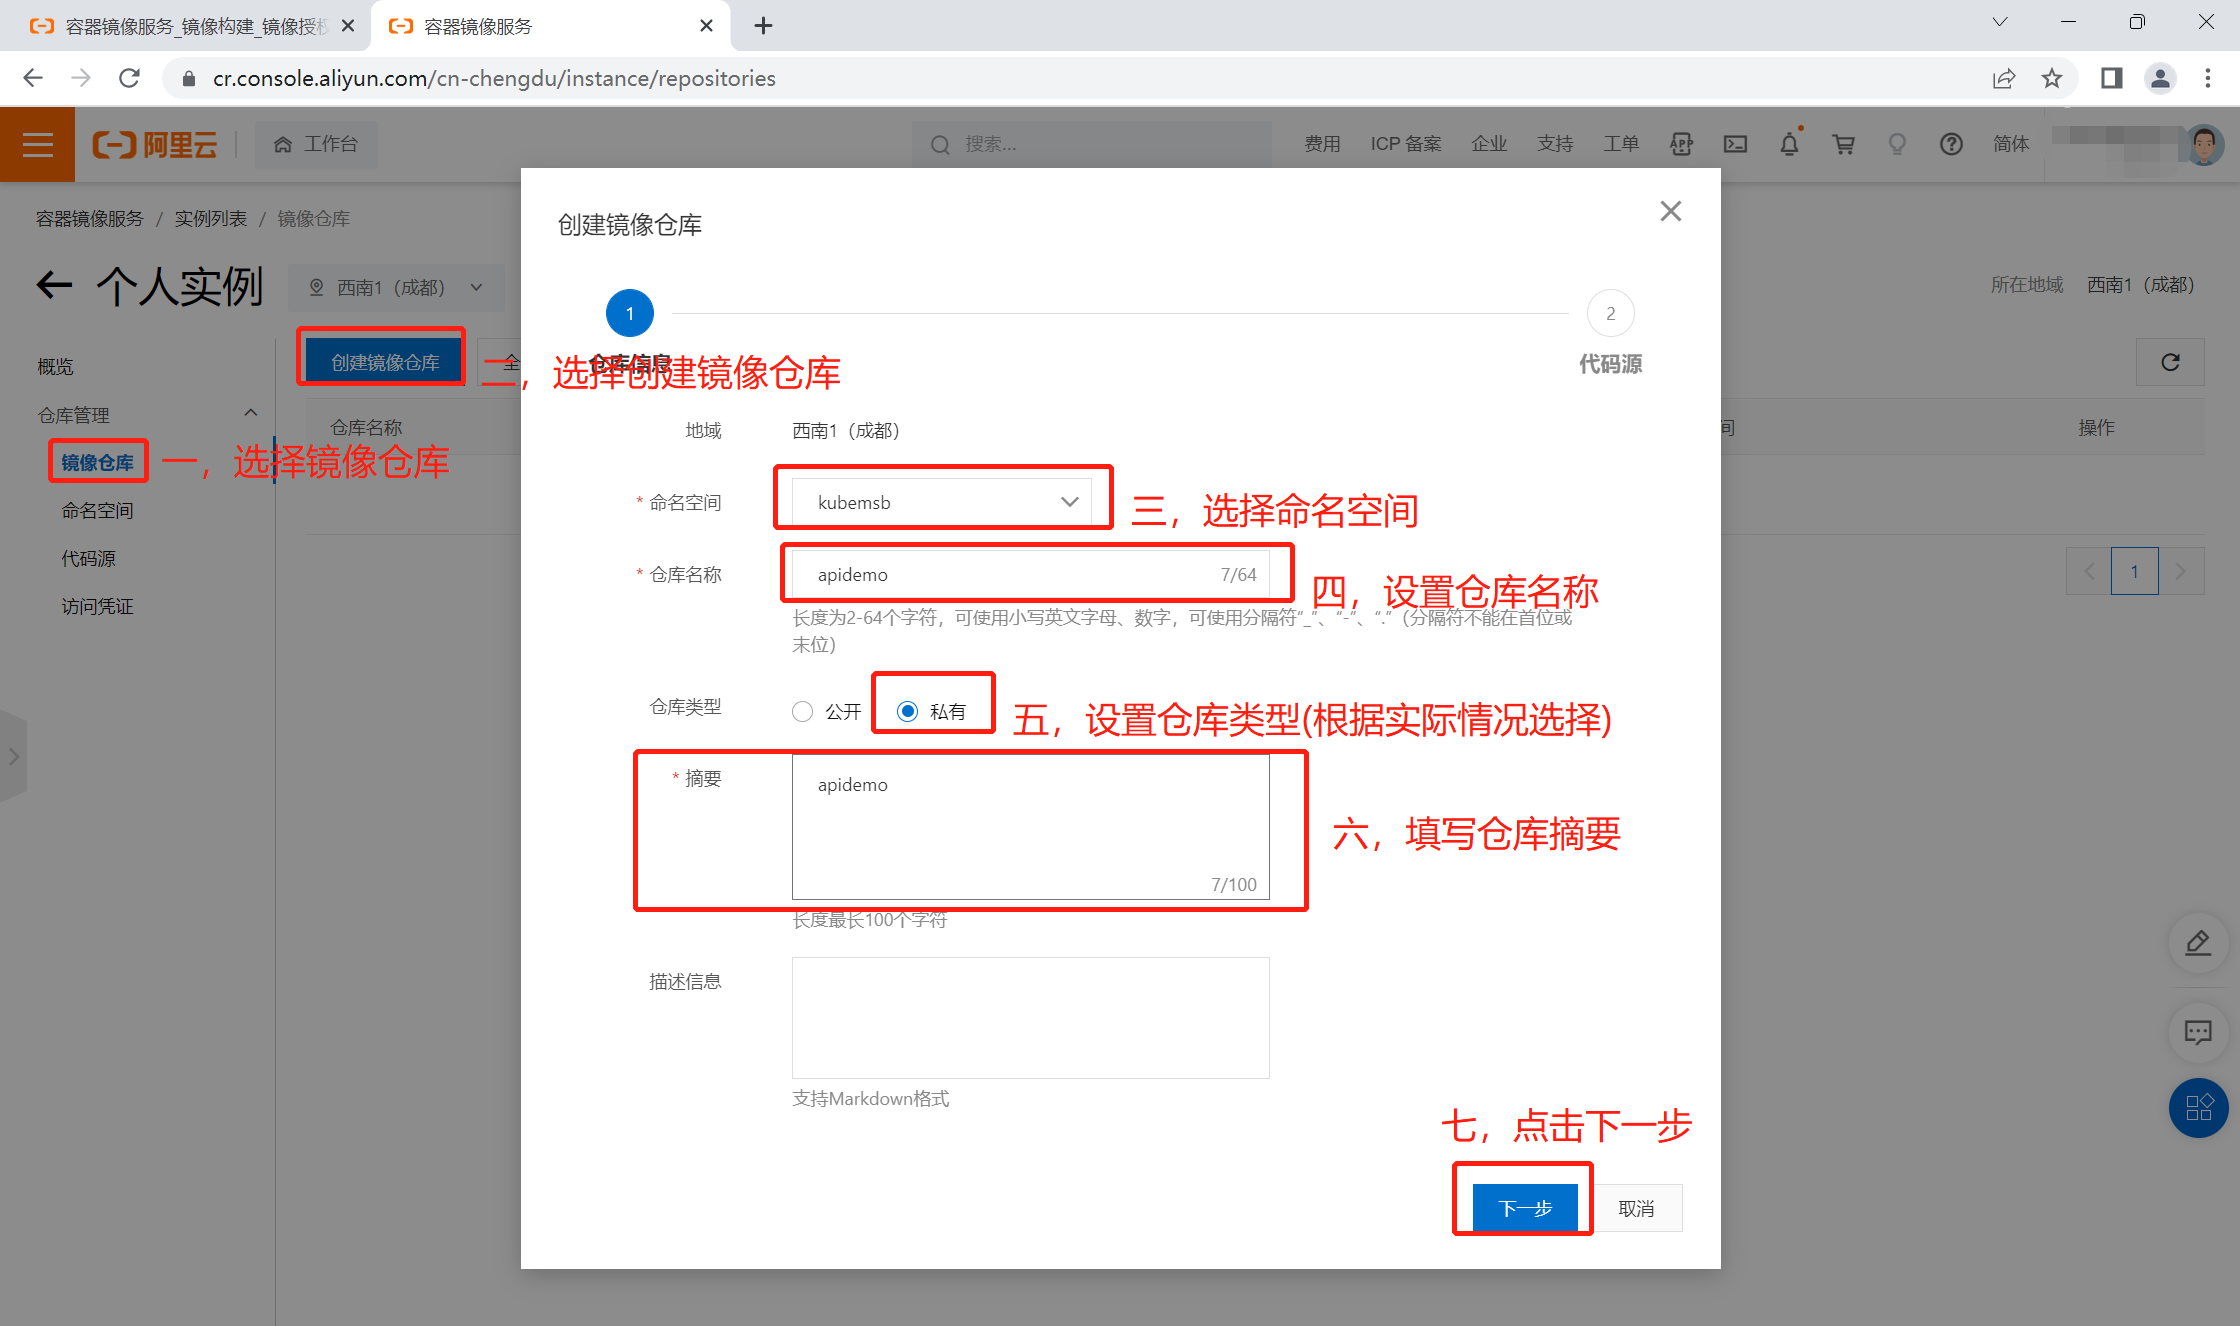 容器镜像服务_镜像构建_镜像授权
容器镜像服务
cr.console.aliyun.com/cn-chengdu/instance/repositories
阿里云
工作台
搜索...
费用
ICP 备案
企业
支持
工单
APP
简体
容器镜像服务 / 实例列表 / 镜像仓库
个人实例
西南1（成都）
所在地域 西南1（成都）
概览
仓库管理
镜像仓库
命名空间
代码源
访问凭证
创建镜像仓库
全
仓库名称
间
操作
1
一，选择镜像仓库
二，选择创建镜像仓库
创建镜像仓库
1
2
仓库信息
代码源
地域 西南1（成都）
* 命名空间 kubemsb
三，选择命名空间
* 仓库名称 apidemo 7/64
四，设置仓库名称
长度为2-64个字符，可使用小写英文字母、数字，可使用分隔符“_”、“-”、“.”（分隔符不能在首位或
末位）
仓库类型 公开 私有
五，设置仓库类型(根据实际情况选择)
* 摘要 apidemo
7/100
六，填写仓库摘要
长度最长100个字符
描述信息
支持Markdown格式
七，点击下一步
下一步 取消